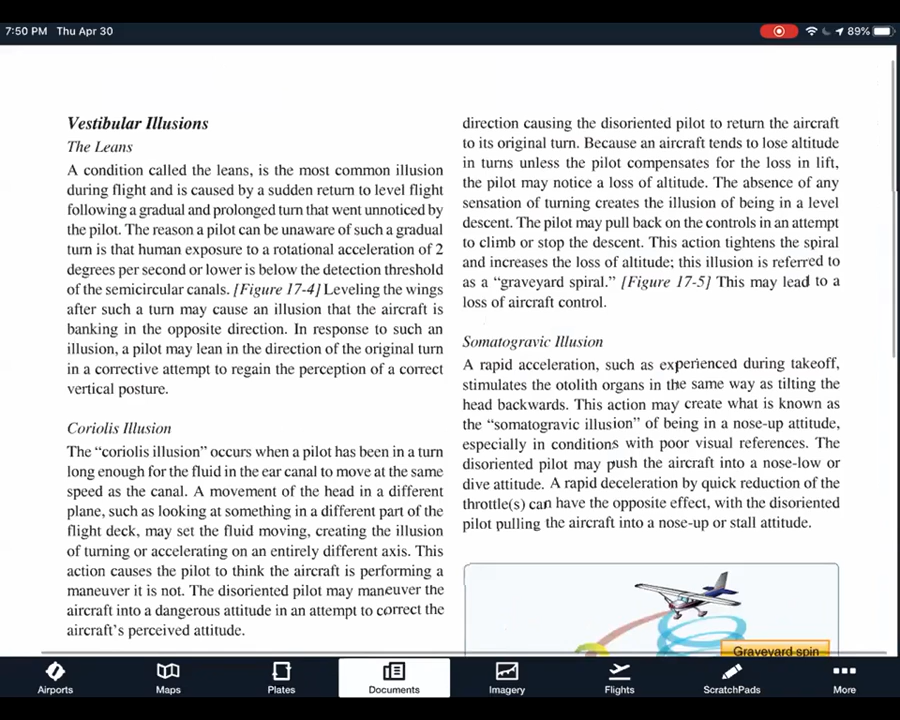 7:50 PM Thu Apr 30
89%
Vestibular Illusions
The Leans
A condition called the leans, is the most common illusion
during flight and is caused by a sudden return to level flight
following a gradual and prolonged turn that went unnoticed by
the pilot. The reason a pilot can be unaware of such a gradual
turn is that human exposure to a rotational acceleration of 2
degrees per second or lower is below the detection threshold
of the semicircular canals. [Figure 17-4] Leveling the wings
after such a turn may cause an illusion that the aircraft is
banking in the opposite direction. In response to such an
illusion, a pilot may lean in the direction of the original turn
in a corrective attempt to regain the perception of a correct
vertical posture.
Coriolis Illusion
The “coriolis illusion” occurs when a pilot has been in a turn
long enough for the fluid in the ear canal to move at the same
speed as the canal. A movement of the head in a different
plane, such as looking at something in a different part of the
flight deck, may set the fluid moving, creating the illusion
of turning or accelerating on an entirely different axis. This
action causes the pilot to think the aircraft is performing a
maneuver it is not. The disoriented pilot may maneuver the
aircraft into a dangerous attitude in an attempt to correct the
aircraft’s perceived attitude.
direction causing the disoriented pilot to return the aircraft
to its original turn. Because an aircraft tends to lose altitude
in turns unless the pilot compensates for the loss in lift,
the pilot may notice a loss of altitude. The absence of any
sensation of turning creates the illusion of being in a level
descent. The pilot may pull back on the controls in an attempt
to climb or stop the descent. This action tightens the spiral
and increases the loss of altitude; this illusion is referred to
as a “graveyard spiral.” [Figure 17-5] This may lead to a
loss of aircraft control.
Somatogravic Illusion
A rapid acceleration, such as experienced during takeoff,
stimulates the otolith organs in the same way as tilting the
head backwards. This action may create what is known as
the “somatogravic illusion” of being in a nose-up attitude,
especially in conditions with poor visual references. The
disoriented pilot may push the aircraft into a nose-low or
dive attitude. A rapid deceleration by quick reduction of the
throttle(s) can have the opposite effect, with the disoriented
pilot pulling the aircraft into a nose-up or stall attitude.
Graveyard spin
Airports
Maps
Plates
Documents
Imagery
Flights
ScratchPads
More